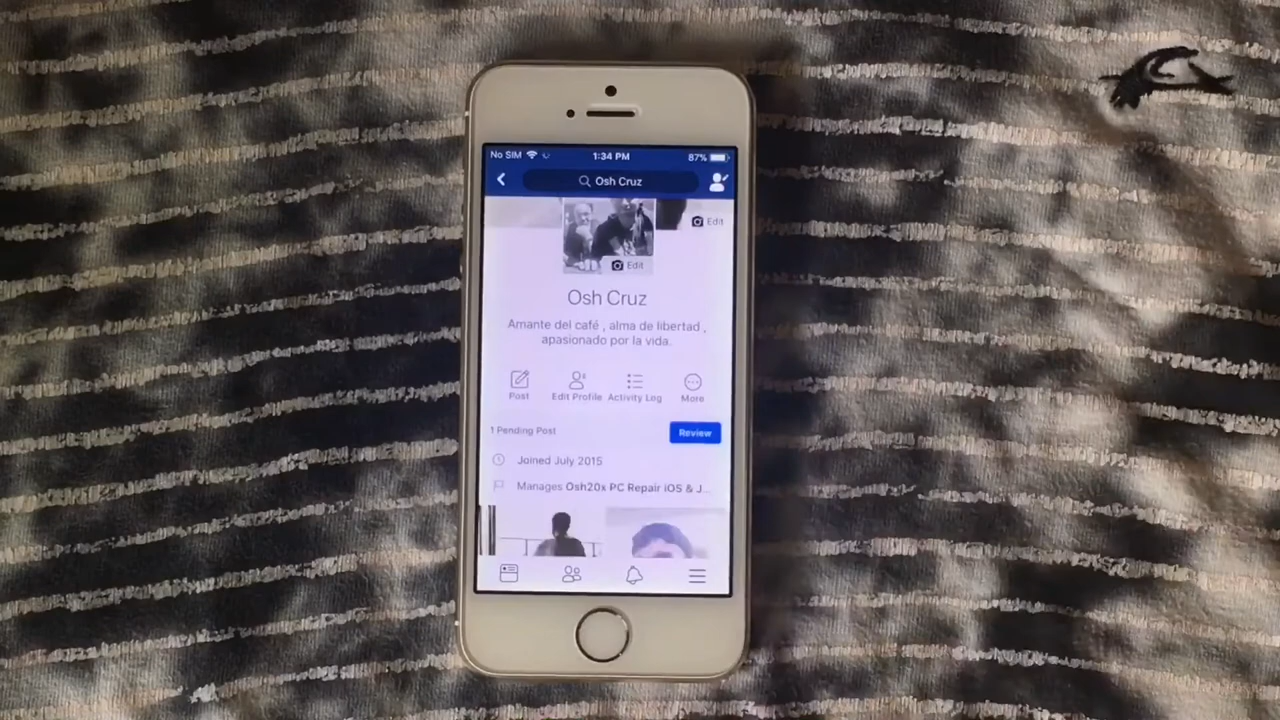 No SIM 1:34 PM 87%
Osh Cruz
Edit
Edit
Osh Cruz
Amante del café , alma de libertad ,
apasionado por la vida.
Post Edit Profile Activity Log More
1 Pending Post Review
Joined July 2015
Manages Osh20x PC Repair iOS & J...